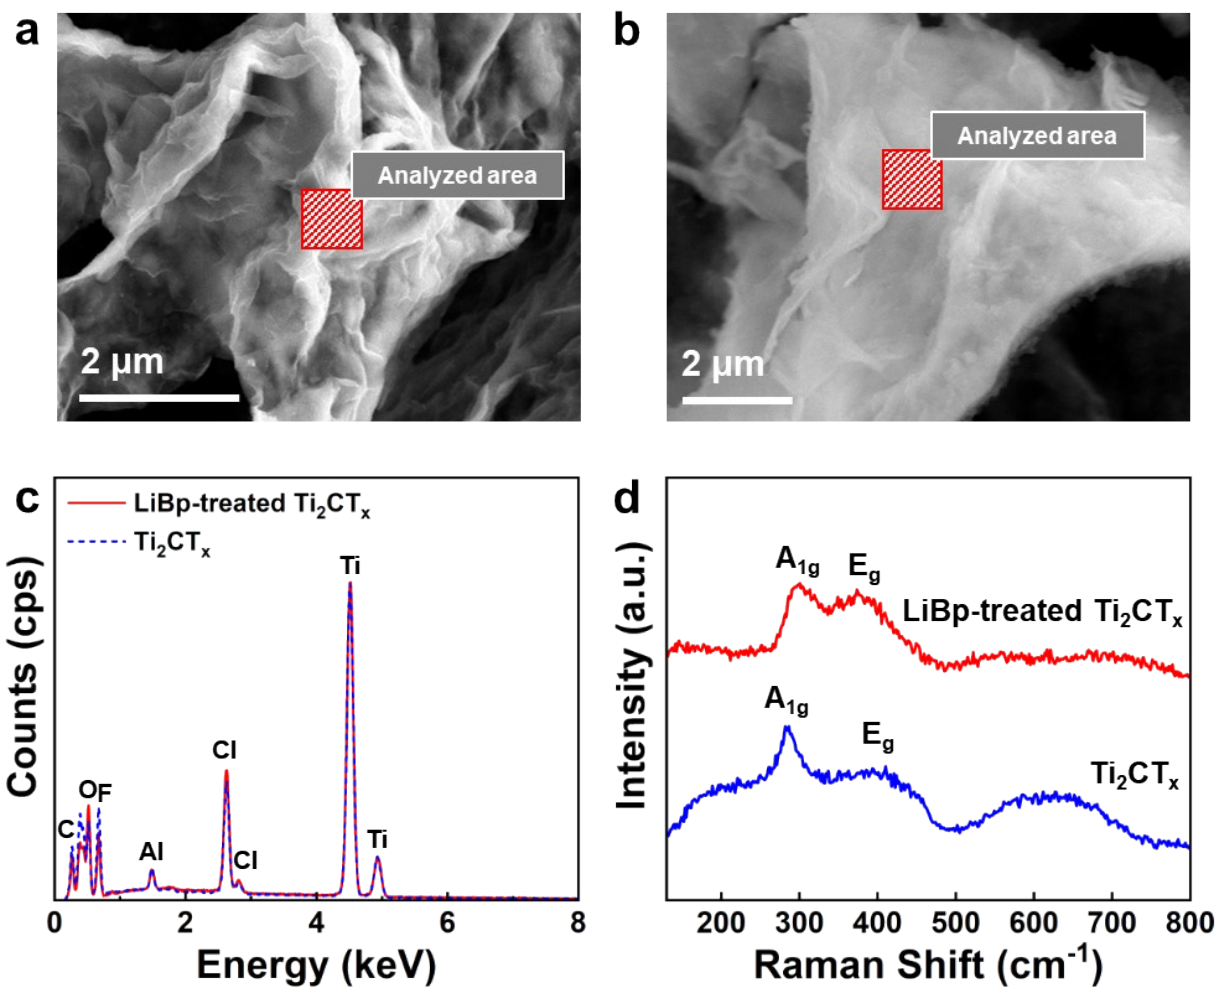 a
Analyzed area
2 μm
b
Analyzed area
2 μm
c
LiBp-treated Ti₂CTₓ
Ti₂CTₓ
Counts (cps)
C
O
F
Al
Cl
Cl
Ti
Ti
0 2 4 6 8
Energy (keV)
d
Intensity (a.u.)
A₁g
E_g
LiBp-treated Ti₂CTₓ
A₁g
E_g
Ti₂CTₓ
200 300 400 500 600 700 800
Raman Shift (cm⁻¹)